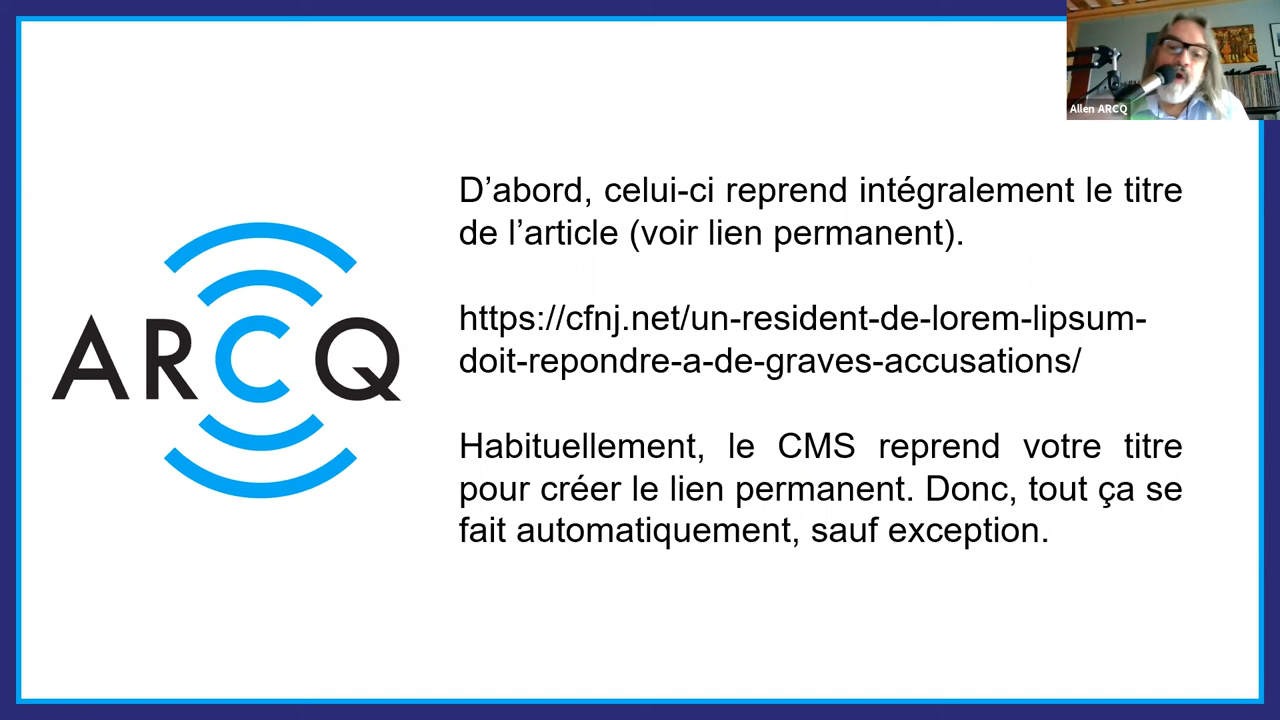 Allen ARCQ
D’abord, celui-ci reprend intégralement le titre
de l’article (voir lien permanent).
https://cfnj.net/un-resident-de-lorem-lipsum-
doit-repondre-a-de-graves-accusations/
ARCQ
Habituellement, le CMS reprend votre titre
pour créer le lien permanent. Donc, tout ça se
fait automatiquement, sauf exception.